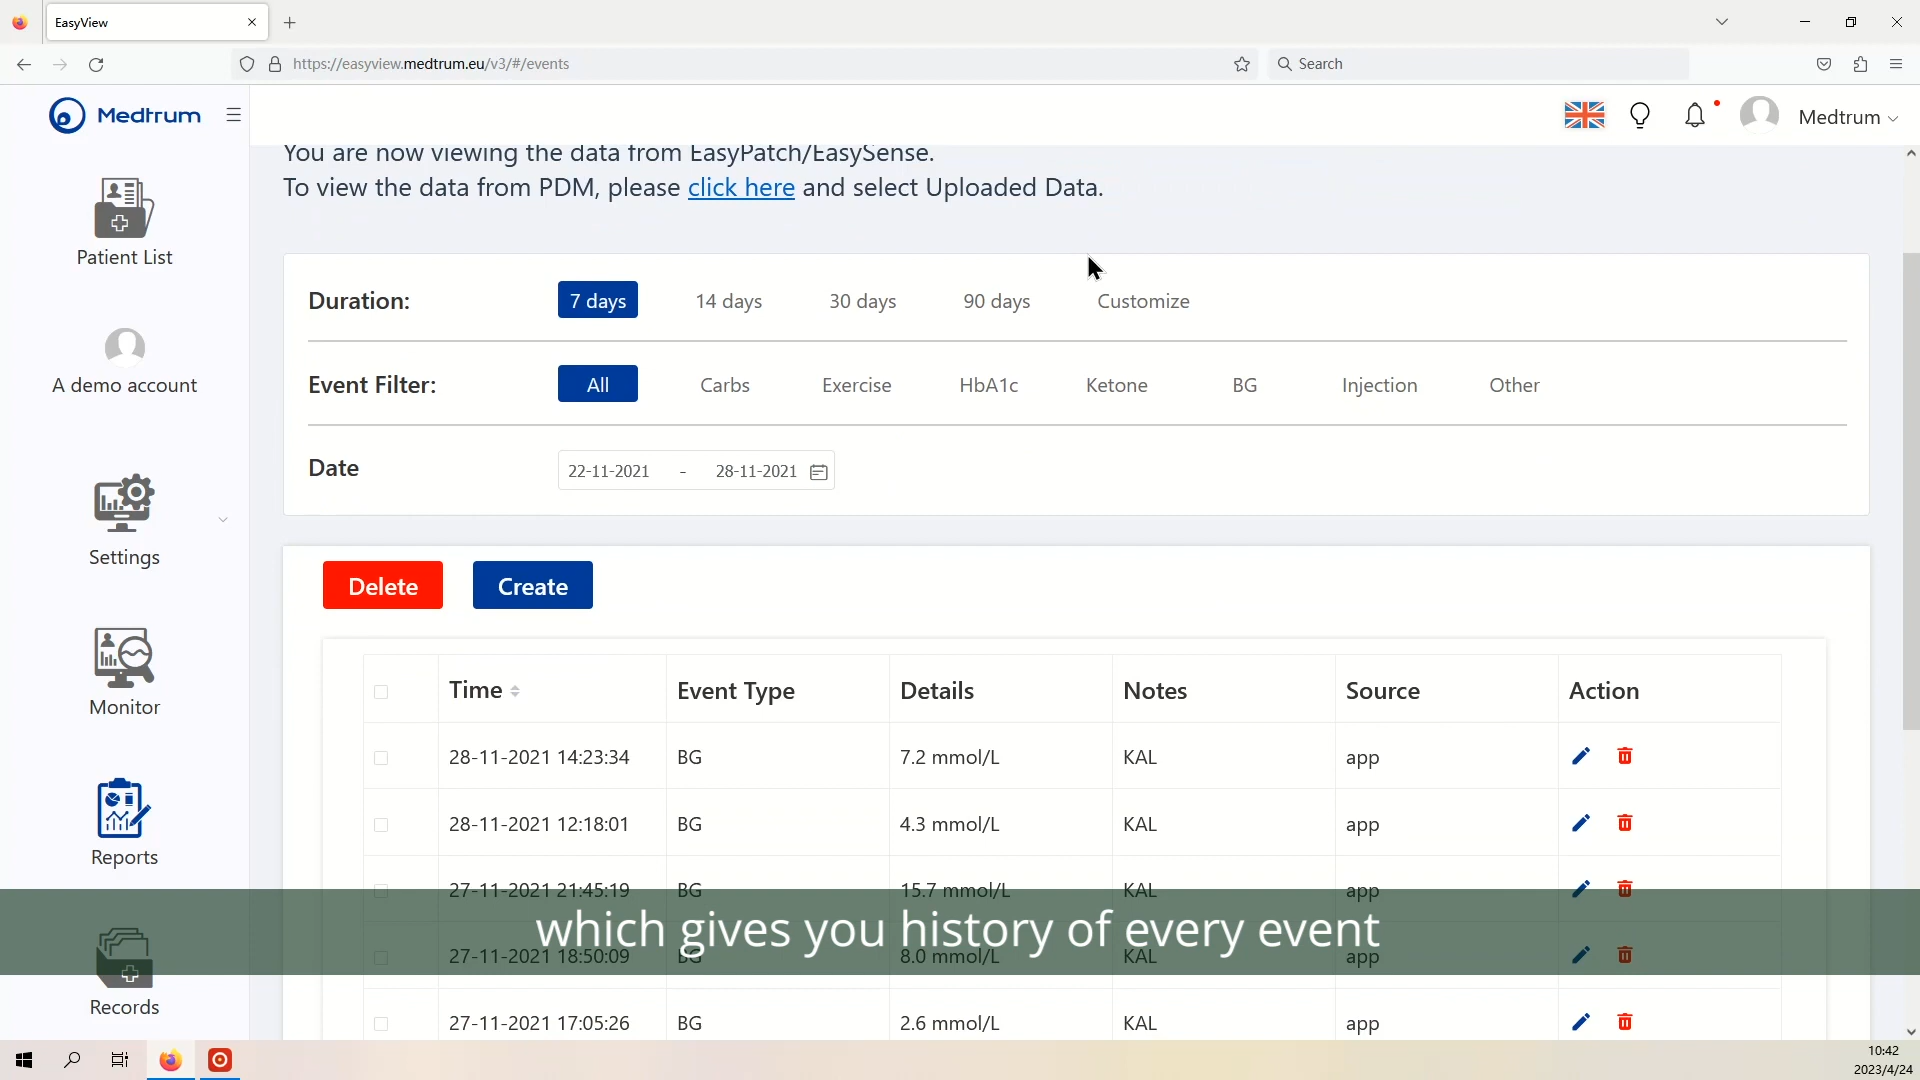 EasyView
https://easyview.medtrum.eu/v3/#/events
Search
Medtrum
Medtrum
You are now viewing the data from EasyPatch/EasySense.
To view the data from PDM, please click here and select Uploaded Data.
Patient List
A demo account
Settings
Monitor
Reports
Records
Duration: 7 days 14 days 30 days 90 days Customize
Event Filter: All Carbs Exercise HbA1c Ketone BG Injection Other
Date 22-11-2021 - 28-11-2021
Delete Create
Time Event Type Details Notes Source Action
28-11-2021 14:23:34 BG 7.2 mmol/L KAL app
28-11-2021 12:18:01 BG 4.3 mmol/L KAL app
27-11-2021 21:45:19 BG 15.7 mmol/L KAL app
which gives you history of every event
27-11-2021 18:50:09 BG 8.0 mmol/L KAL app
27-11-2021 17:05:26 BG 2.6 mmol/L KAL app
10:42
2023/4/24